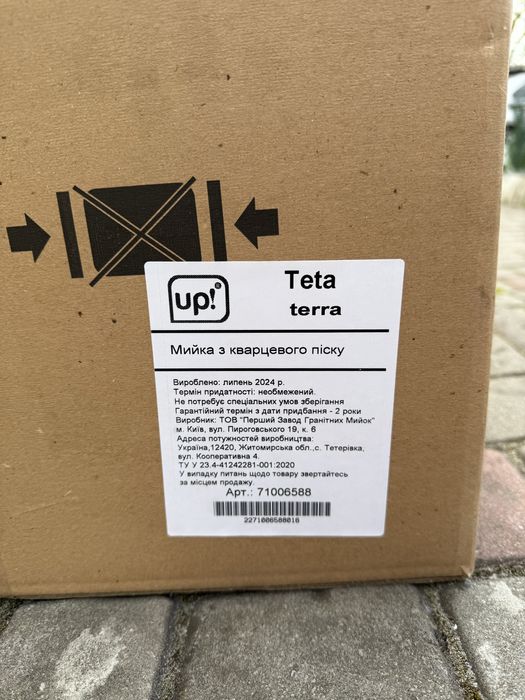 up!
Teta
terra
Мийка з кварцевого піску
Вироблено: липень 2024 р.
Термін придатності: необмежений.
Не потребує спеціальних умов зберігання
Гарантійний термін з дати придбання - 2 роки
Виробник: ТОВ "Перший Завод Гранітних Мийок"
м. Київ, вул. Пироговського 19, к. 6
Адреса потужностей виробництва:
Україна,12420, Житомирська обл.,с. Тетерівка,
вул. Кооперативна 4.
ТУ У 23.4-41242281-001:2020
У випадку питань щодо товару звертайтесь
за місцем продажу.
Арт.: 71006588
2271006588016